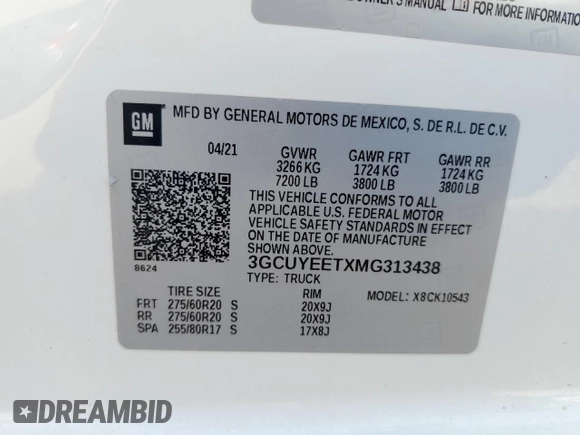 OWNER'S MANUAL
FOR MORE INFORMATION
GM
MFD BY GENERAL MOTORS DE MEXICO, S. DE R.L. DE C.V.
04/21 GVWR GAWR FRT GAWR RR
3266 KG 1724 KG 1724 KG
7200 LB 3800 LB 3800 LB
THIS VEHICLE CONFORMS TO ALL
APPLICABLE U.S. FEDERAL MOTOR
VEHICLE SAFETY STANDARDS IN EFFECT
ON THE DATE OF MANUFACTURE SHOWN ABOVE.
8624 3GCUYEETXMG313438
TYPE: TRUCK MODEL: X8CK10543
TIRE SIZE RIM
FRT 275/60R20 S 20X9J
RR 275/60R20 S 20X9J
SPA 255/80R17 S 17X8J
DREAMBID